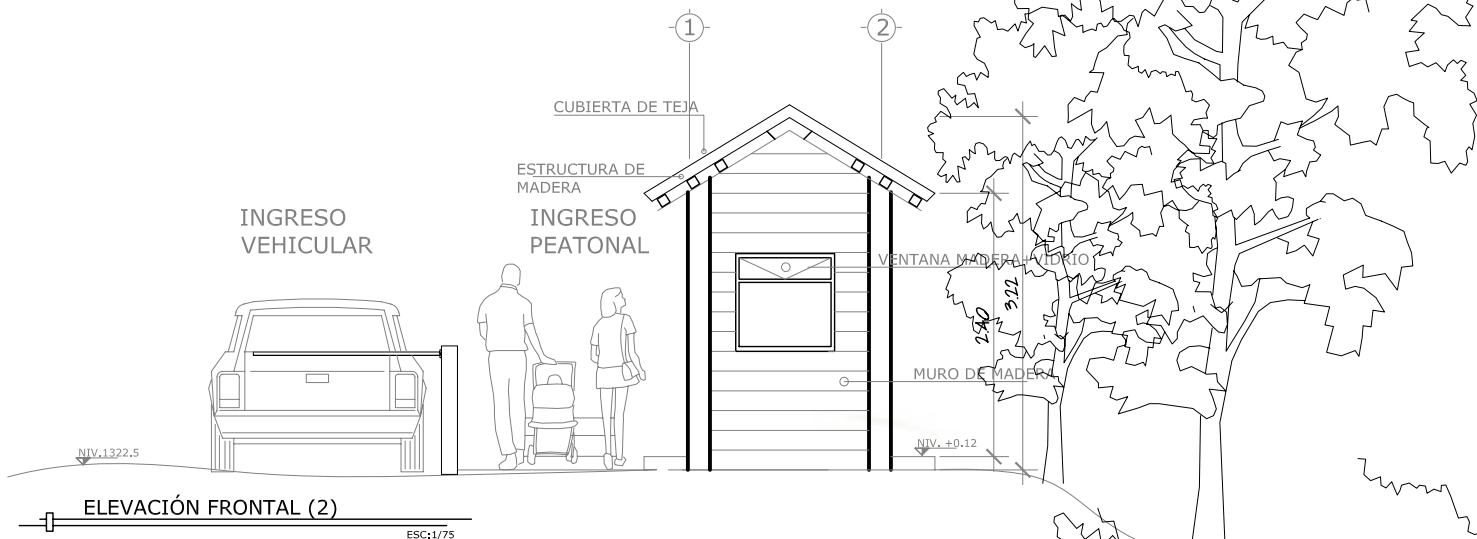 1
2
CUBIERTA DE TEJA
ESTRUCTURA DE
MADERA
INGRESO
VEHICULAR
INGRESO
PEATONAL
VENTANA MADERA+VIDRIO
3.22
2.40
MURO DE MADERA
NIV.1322.5
NIV. +0.12
ELEVACIÓN FRONTAL (2)
ESC:1/75